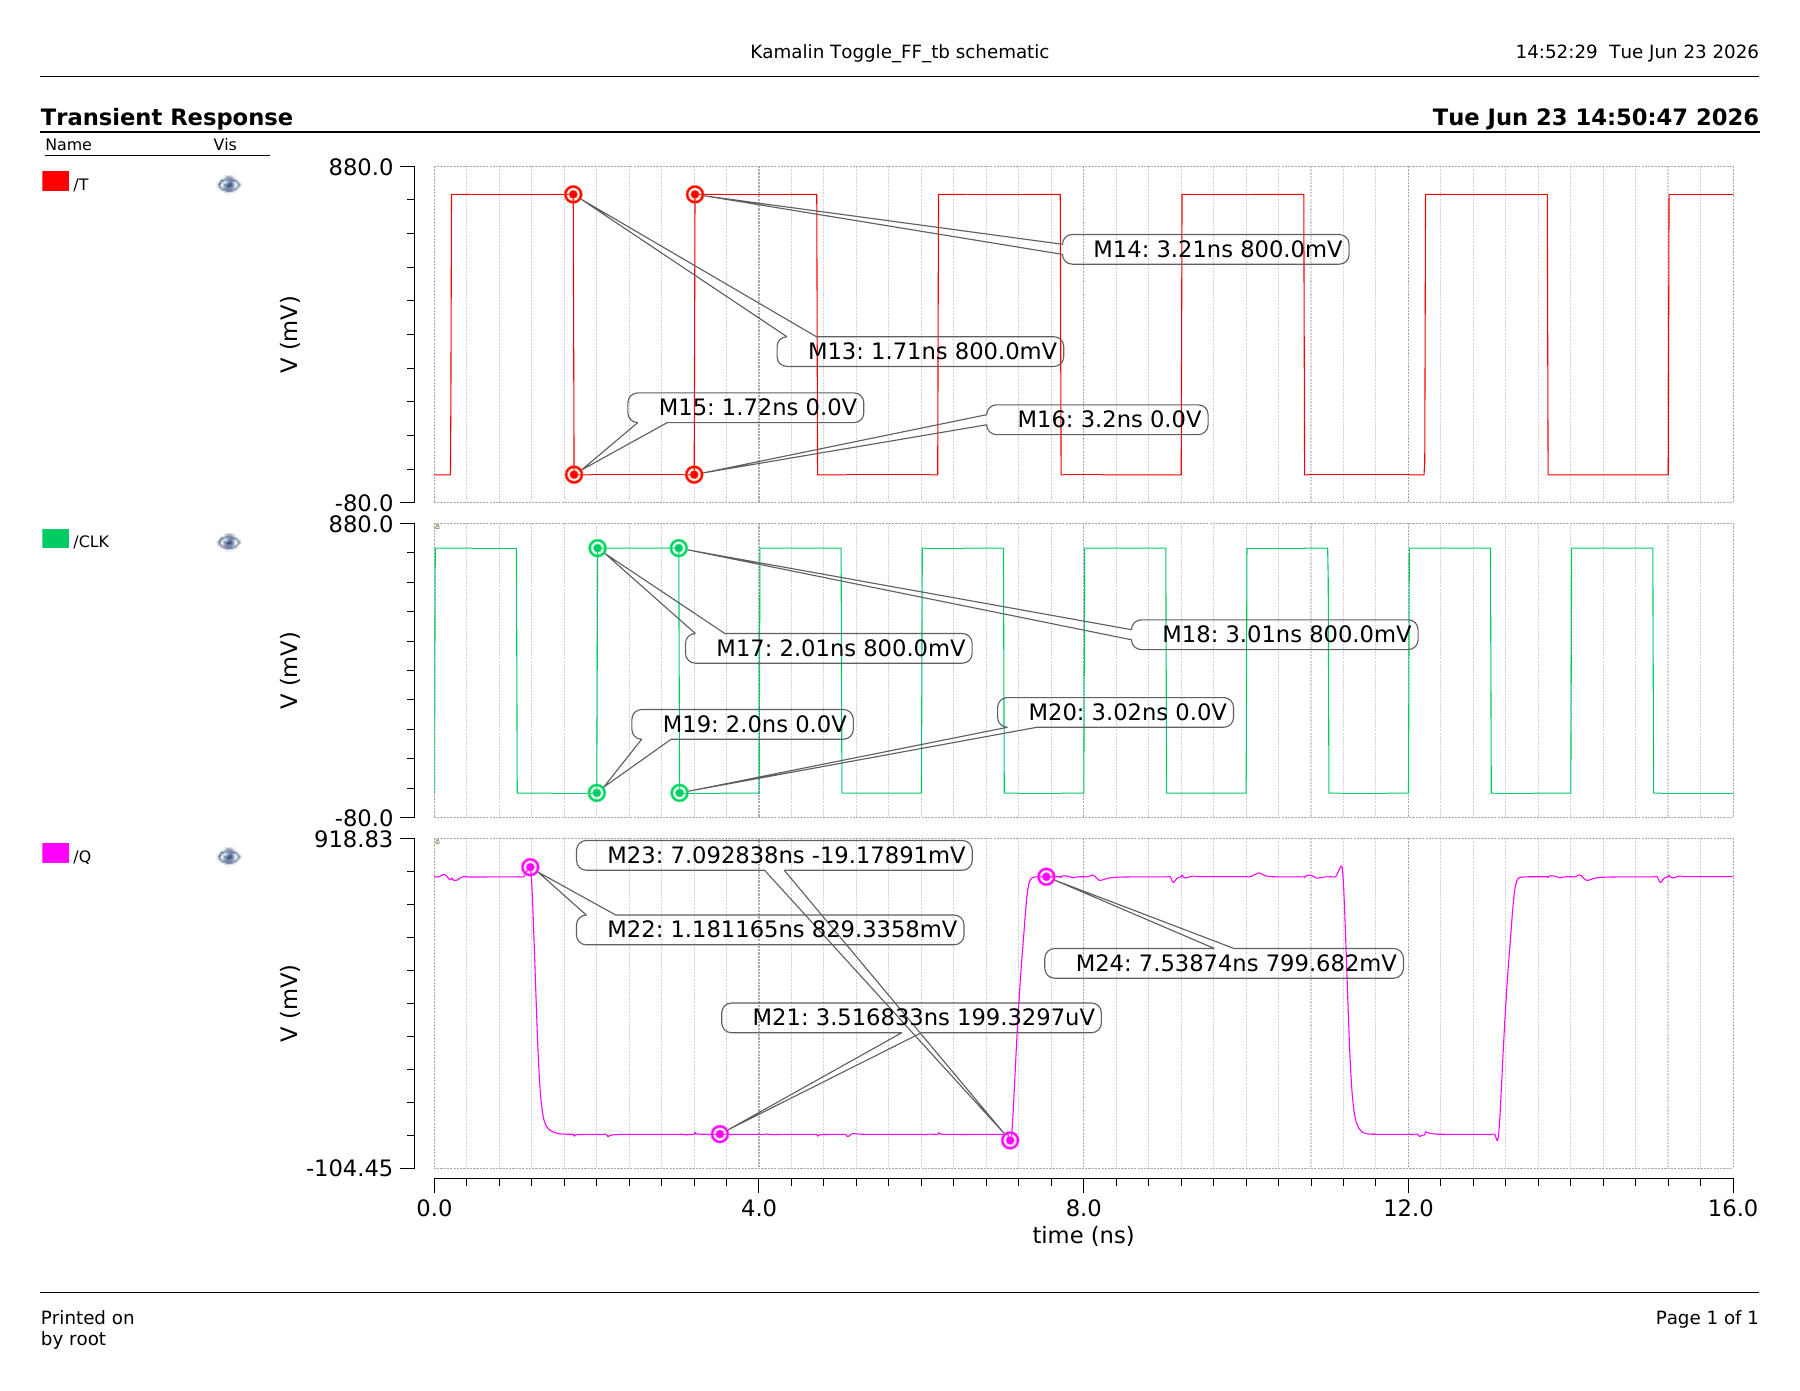 Kamalin Toggle_FF_tb schematic
14:52:29  Tue Jun 23 2026
Transient Response
Tue Jun 23 14:50:47 2026
Name
Vis
/T
880.0
V (mV)
-80.0
M14: 3.21ns 800.0mV
M13: 1.71ns 800.0mV
M15: 1.72ns 0.0V
M16: 3.2ns 0.0V
/CLK
880.0
V (mV)
-80.0
M18: 3.01ns 800.0mV
M17: 2.01ns 800.0mV
M20: 3.02ns 0.0V
M19: 2.0ns 0.0V
/Q
918.83
V (mV)
-104.45
M23: 7.092838ns -19.17891mV
M22: 1.181165ns 829.3358mV
M24: 7.53874ns 799.682mV
M21: 3.516833ns 199.3297uV
0.0
4.0
8.0
12.0
16.0
time (ns)
Printed on
by root
Page 1 of 1